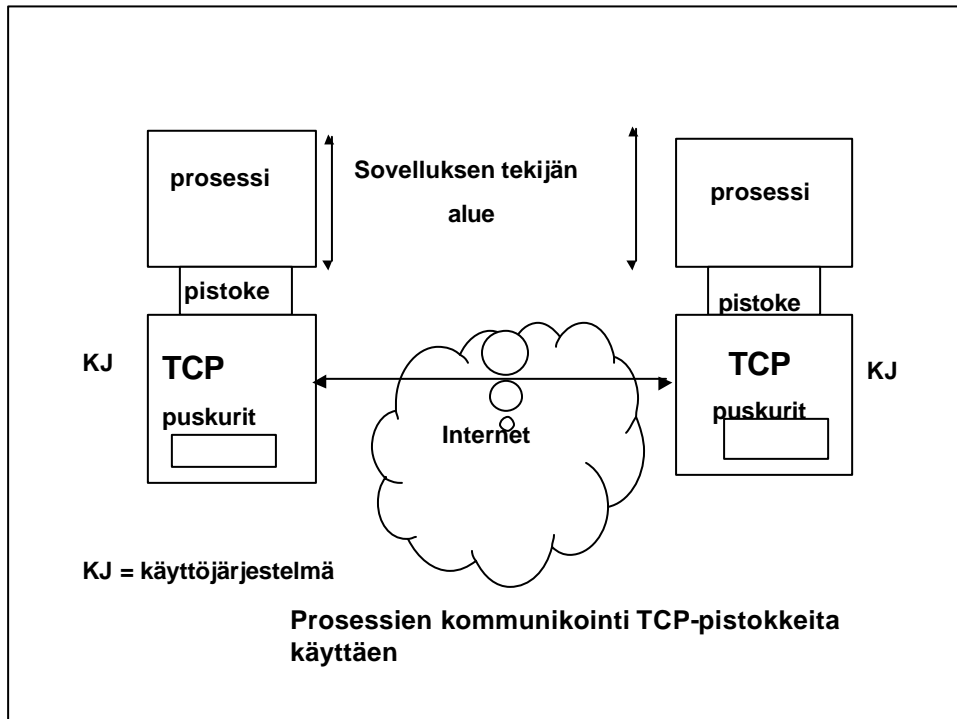 prosessi
Sovelluksen tekijän
alue
prosessi
pistoke
pistoke
KJ
TCP
puskurit
Internet
TCP
puskurit
KJ
KJ = käyttöjärjestelmä
Prosessien kommunikointi TCP-pistokkeita
käyttäen